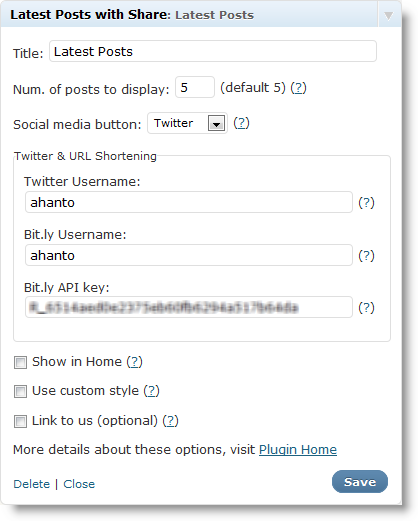 Latest Posts with Share: Latest Posts
Title: Latest Posts
Num. of posts to display: 5 (default 5) (?)
Social media button: Twitter (?)
Twitter & URL Shortening
Twitter Username:
ahanto (?)
Bit.ly Username:
ahanto (?)
Bit.ly API key:
(?)
Show in Home (?)
Use custom style (?)
Link to us (optional) (?)
More details about these options, visit Plugin Home
Delete | Close
Save